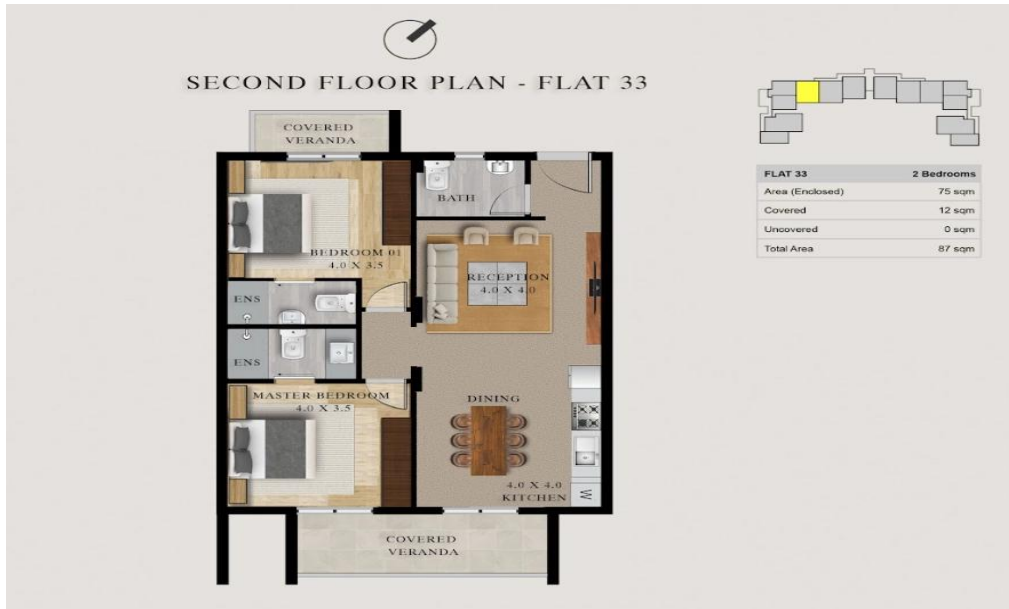 SECOND FLOOR PLAN - FLAT 33
COVERED
VERANDA
BATH
BEDROOM 01
4.0 X 3.5
RECEPTION
4.0 X 4.0
ENS
ENS
MASTER BEDROOM
4.0 X 3.5
DINING
4.0 X 4.0
KITCHEN
W
COVERED
VERANDA
FLAT 33 2 Bedrooms
Area (Enclosed) 75 sqm
Covered 12 sqm
Uncovered 0 sqm
Total Area 87 sqm